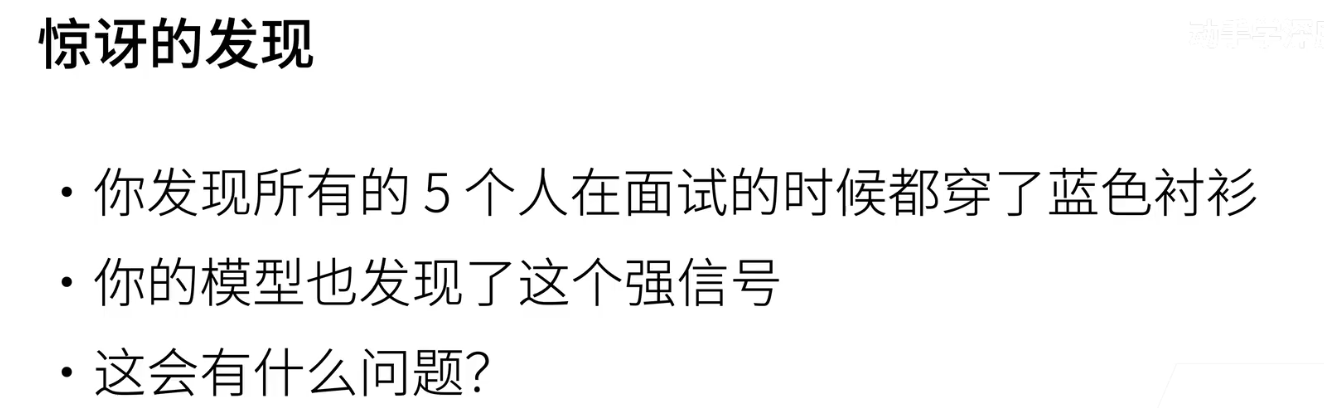 惊讶的发现
• 你发现所有的 5 个人在面试的时候都穿了蓝色衬衫
• 你的模型也发现了这个强信号
• 这会有什么问题？